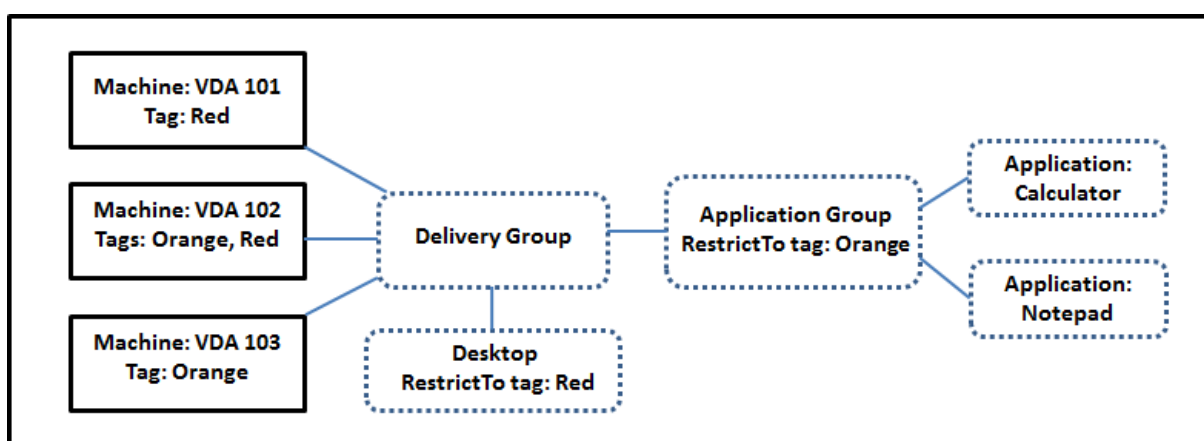 Machine: VDA 101
Tag: Red
Machine: VDA 102
Tags: Orange, Red
Machine: VDA 103
Tag: Orange
Delivery Group
Desktop
RestrictTo tag: Red
Application Group
RestrictTo tag: Orange
Application:
Calculator
Application:
Notepad